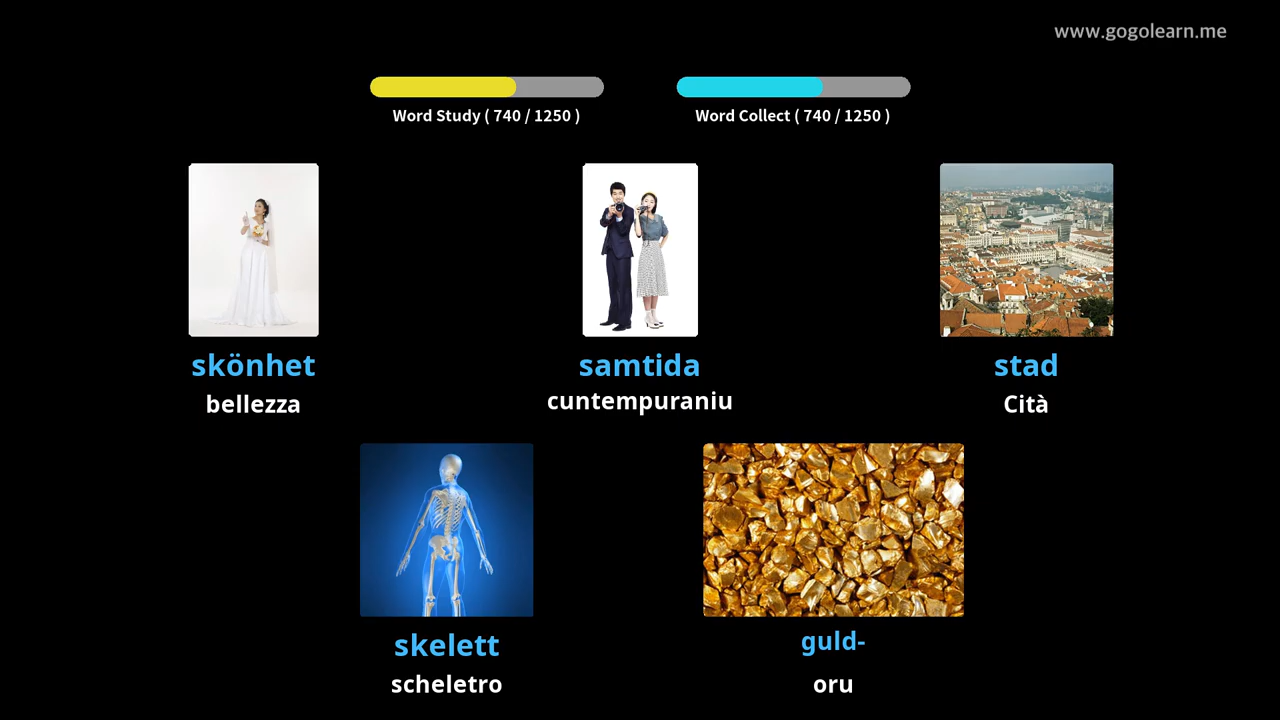 www.gogolearn.me
Word Study ( 740 / 1250 )
Word Collect ( 740 / 1250 )
skönhet
bellezza
samtida
cuntempuraniu
stad
Cità
skelett
scheletro
guld-
oru